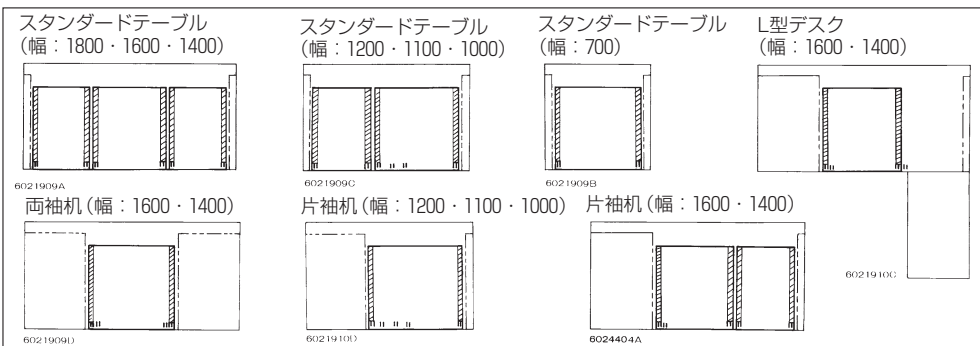 スタンダードテーブル
(幅：1800・1600・1400)
6021909A
スタンダードテーブル
(幅：1200・1100・1000)
6021909C
スタンダードテーブル
(幅：700)
6021909B
L型デスク
(幅：1600・1400)
6021910C
両袖机(幅：1600・1400)
6021909D
片袖机(幅：1200・1100・1000)
6021910D
片袖机(幅：1600・1400)
6024404A